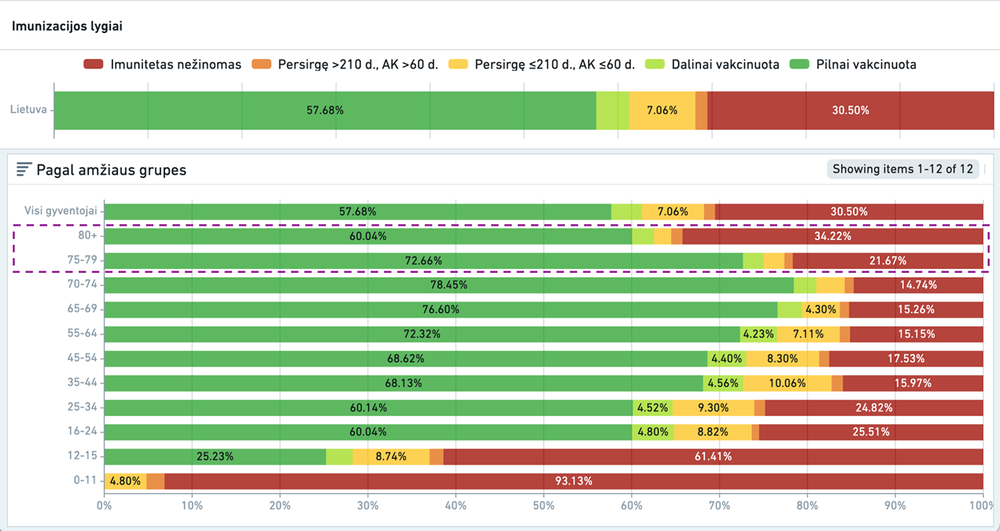 Imunizacijos lygiai
Imunitetas nežinomas Persirgę >210 d., AK >60 d. Persirgę ≤210 d., AK ≤60 d. Dalinai vakcinuota Pilnai vakcinuota
Lietuva 57.68% 7.06% 30.50%
Pagal amžiaus grupes Showing items 1-12 of 12
Visi gyventojai 57.68% 7.06% 30.50%
80+ 60.04% 34.22%
75-79 72.66% 21.67%
70-74 78.45% 14.74%
65-69 76.60% 4.30% 15.26%
55-64 72.32% 4.23% 7.11% 15.15%
45-54 68.62% 4.40% 8.30% 17.53%
35-44 68.13% 4.56% 10.06% 15.97%
25-34 60.14% 4.52% 9.30% 24.82%
16-24 60.04% 4.80% 8.82% 25.51%
12-15 25.23% 8.74% 61.41%
0-11 4.80% 93.13%
0% 10% 20% 30% 40% 50% 60% 70% 80% 90% 100%